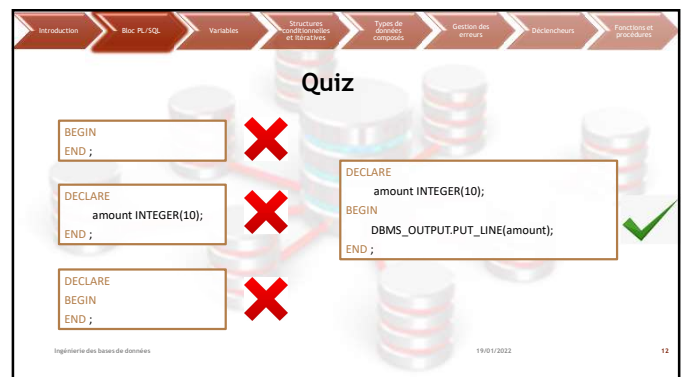 Introduction
Bloc PL/SQL
Variables
Structures
conditionnelles
et itératives
Types de
données
composés
Gestion des
erreurs
Déclencheurs
Fonctions et
procédures
Quiz
BEGIN
END ;
DECLARE
amount INTEGER(10);
END ;
DECLARE
BEGIN
END ;
DECLARE
amount INTEGER(10);
BEGIN
DBMS_OUTPUT.PUT_LINE(amount);
END ;
Ingénierie des bases de données
19/01/2022
12